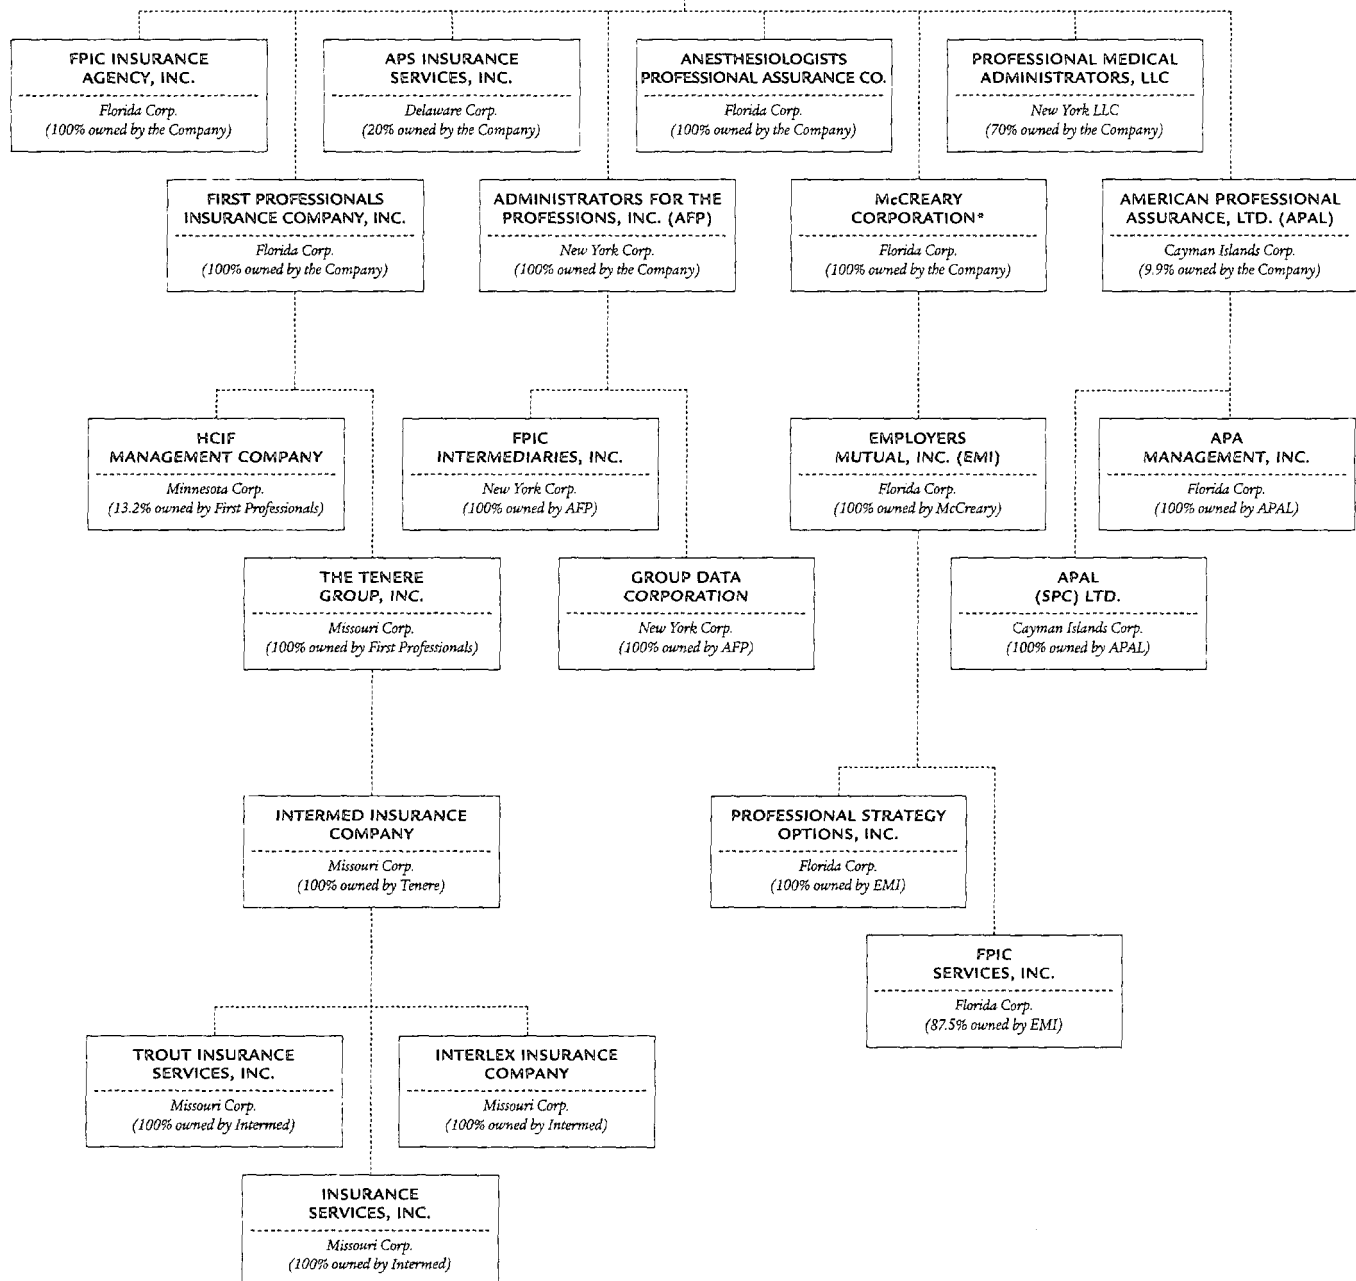 FPIC INSURANCE
AGENCY, INC.
Florida Corp.
(100% owned by the Company)
APS INSURANCE
SERVICES, INC.
Delaware Corp.
(20% owned by the Company)
ANESTHESIOLOGISTS
PROFESSIONAL ASSURANCE CO.
Florida Corp.
(100% owned by the Company)
PROFESSIONAL MEDICAL
ADMINISTRATORS, LLC
New York LLC
(70% owned by the Company)
FIRST PROFESSIONALS
INSURANCE COMPANY, INC.
Florida Corp.
(100% owned by the Company)
ADMINISTRATORS FOR THE
PROFESSIONS, INC. (AFP)
New York Corp.
(100% owned by the Company)
McCREARY
CORPORATION*
Florida Corp.
(100% owned by the Company)
AMERICAN PROFESSIONAL
ASSURANCE, LTD. (APAL)
Cayman Islands Corp.
(9.9% owned by the Company)
HCIF
MANAGEMENT COMPANY
Minnesota Corp.
(13.2% owned by First Professionals)
FPIC
INTERMEDIARIES, INC.
New York Corp.
(100% owned by AFP)
EMPLOYERS
MUTUAL, INC. (EMI)
Florida Corp.
(100% owned by McCreary)
APA
MANAGEMENT, INC.
Florida Corp.
(100% owned by APAL)
THE TENERE
GROUP, INC.
Missouri Corp.
(100% owned by First Professionals)
GROUP DATA
CORPORATION
New York Corp.
(100% owned by AFP)
APAL
(SPC) LTD.
Cayman Islands Corp.
(100% owned by APAL)
INTERMED INSURANCE
COMPANY
Missouri Corp.
(100% owned by Tenere)
PROFESSIONAL STRATEGY
OPTIONS, INC.
Florida Corp.
(100% owned by EMI)
FPIC
SERVICES, INC.
Florida Corp.
(87.5% owned by EMI)
TROUT INSURANCE
SERVICES, INC.
Missouri Corp.
(100% owned by Intermed)
INTERLEX INSURANCE
COMPANY
Missouri Corp.
(100% owned by Intermed)
INSURANCE
SERVICES, INC.
Missouri Corp.
(100% owned by Intermed)